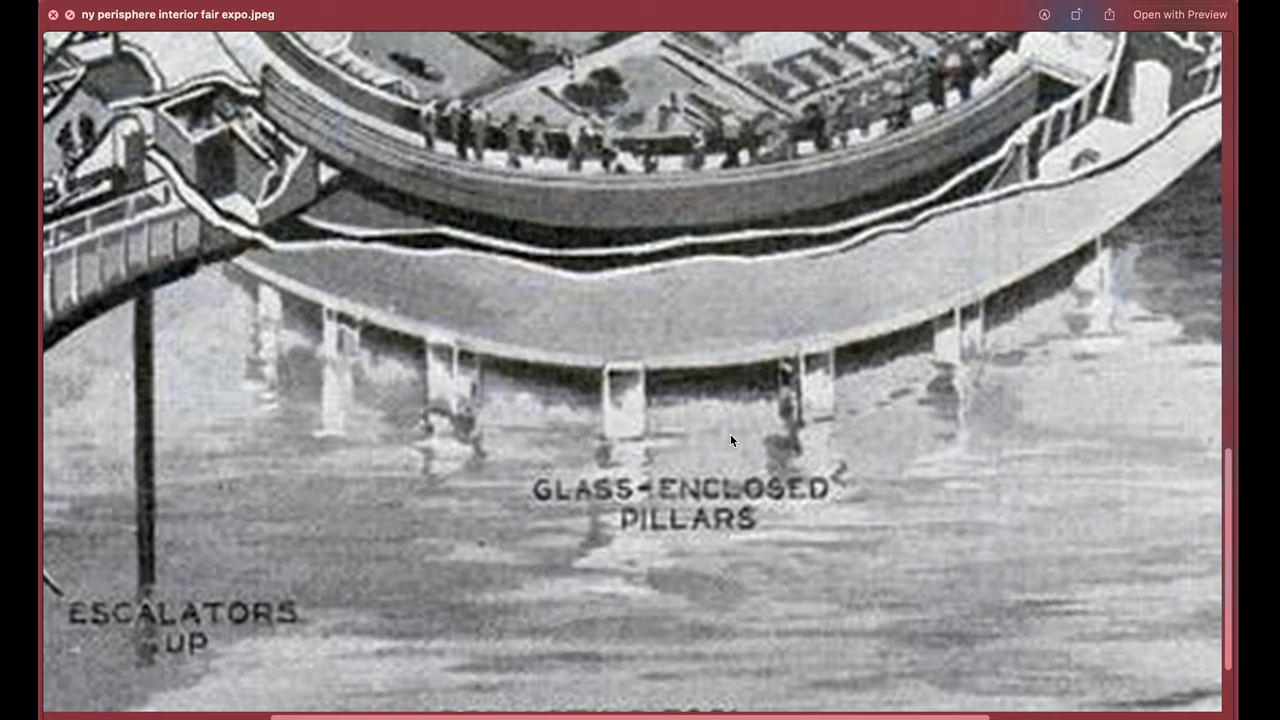 ny perisphere interior fair expo.jpeg
Open with Preview
GLASS-ENCLOSED
PILLARS
ESCALATORS
UP